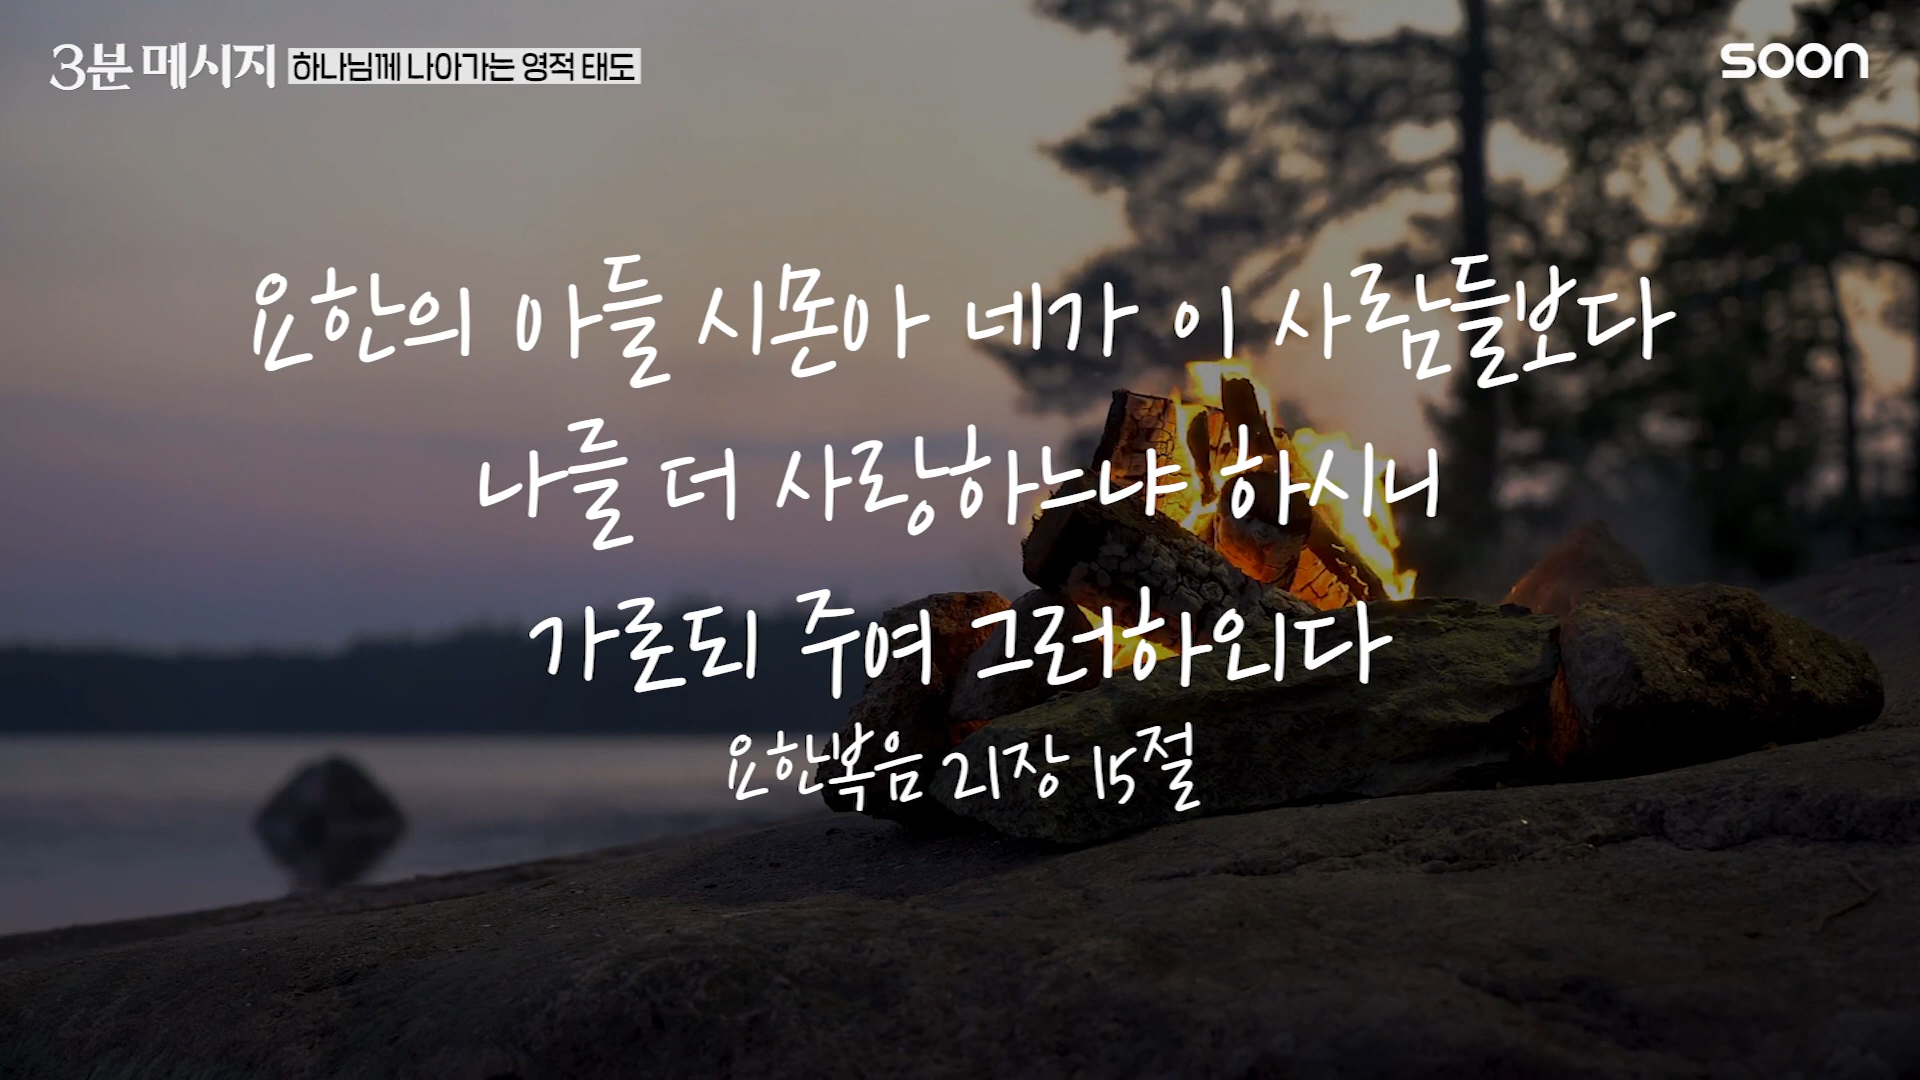 3분 메시지 하나님께 나아가는 영적 태도
soon
요한의 아들 시몬아 네가 이 사람들보다
나를 더 사랑하느냐 하시니
가로되 주여 그러하외다
요한복음 21장 15절